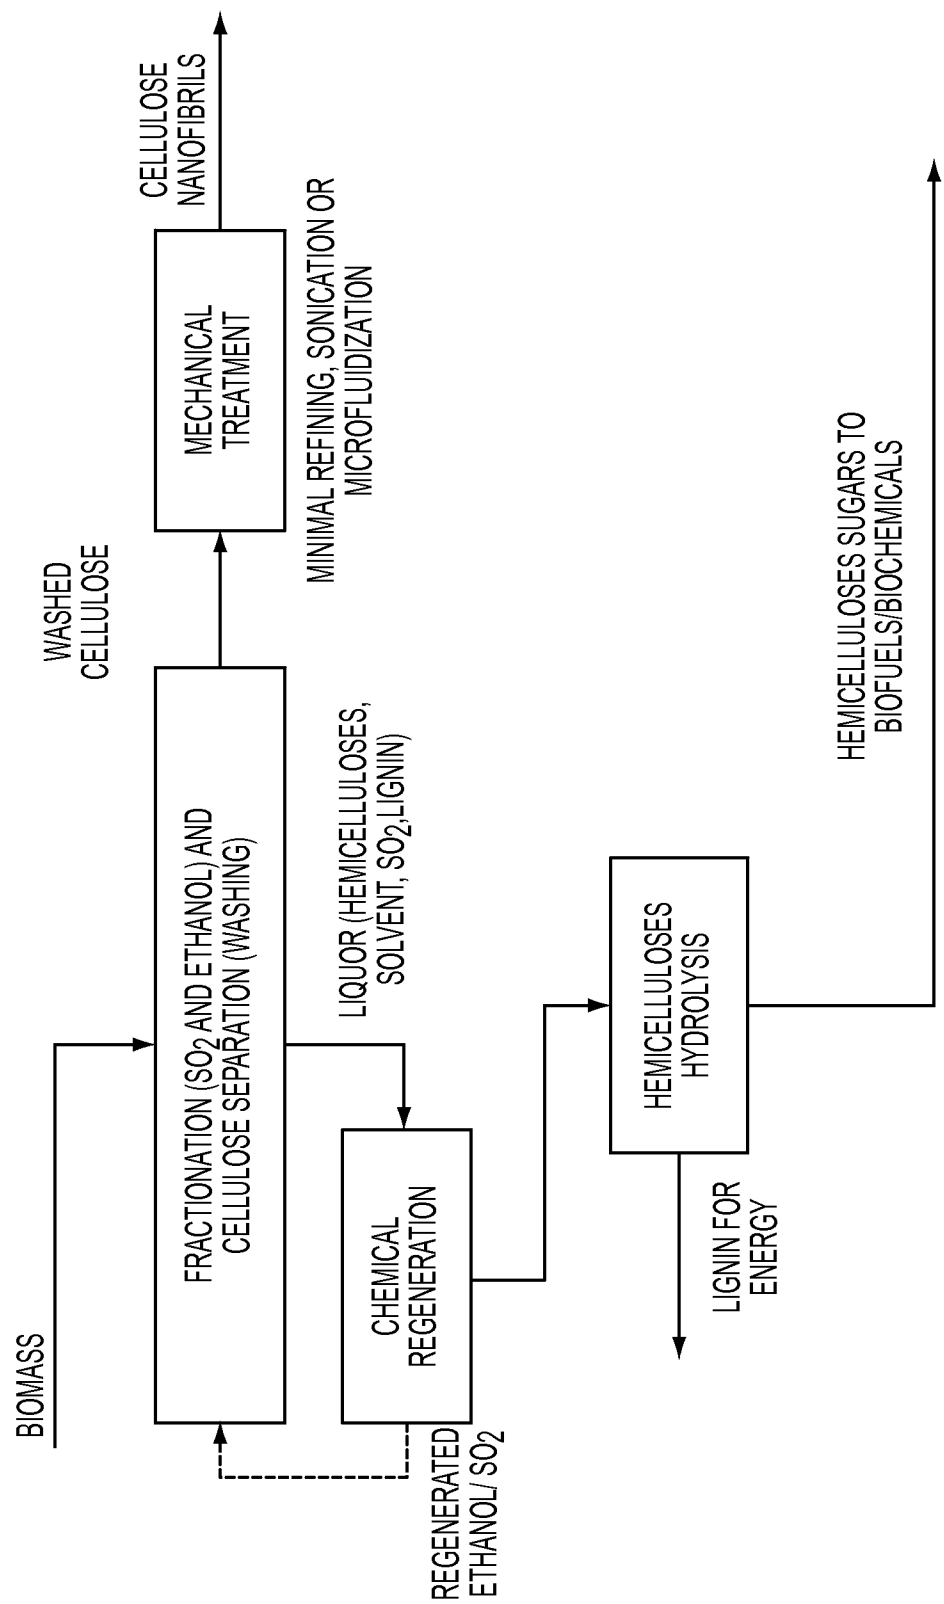 BIOMASS
FRACTIONATION (SO2 AND ETHANOL) AND
CELLULOSE SEPARATION (WASHING)
WASHED
CELLULOSE
MECHANICAL
TREATMENT
CELLULOSE
NANOFIBRILS
MINIMAL REFINING, SONICATION OR
MICROFLUIDIZATION
LIQUOR (HEMICELLULOSES,
SOLVENT, SO2,LIGNIN)
CHEMICAL
REGENERATION
REGENERATED
ETHANOL/ SO2
HEMICELLULOSES
HYDROLYSIS
LIGNIN FOR
ENERGY
HEMICELLULOSES SUGARS TO
BIOFUELS/BIOCHEMICALS